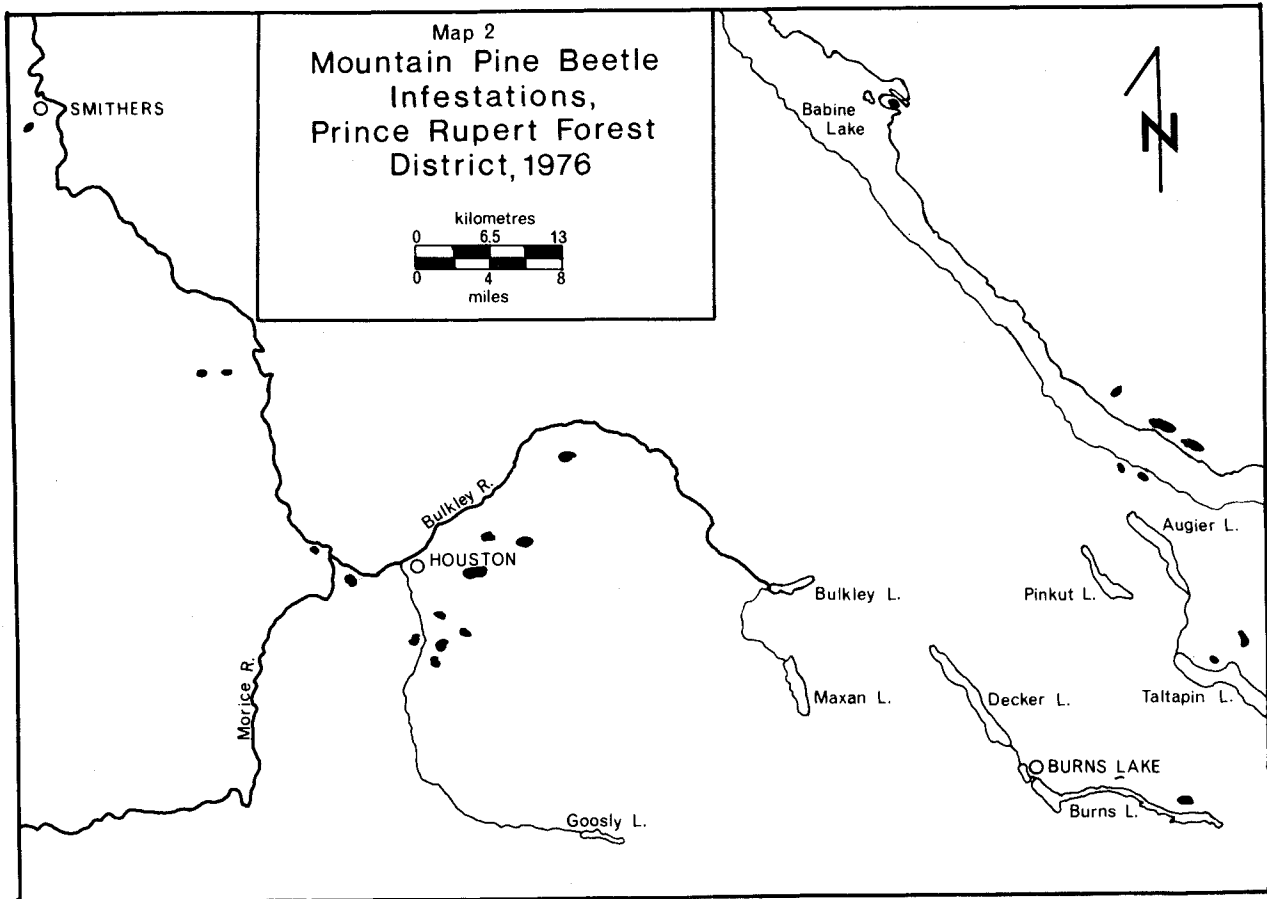 Map 2
Mountain Pine Beetle
Infestations,
Prince Rupert Forest
District, 1976
kilometres
0 6.5 13
0 4 8
miles
N
SMITHERS
Babine
Lake
Bulkley R.
HOUSTON
Augier L.
Pinkut L.
Bulkley L.
Morice R.
Maxan L.
Decker L.
Taltapin L.
BURNS LAKE
Burns L.
Goosly L.